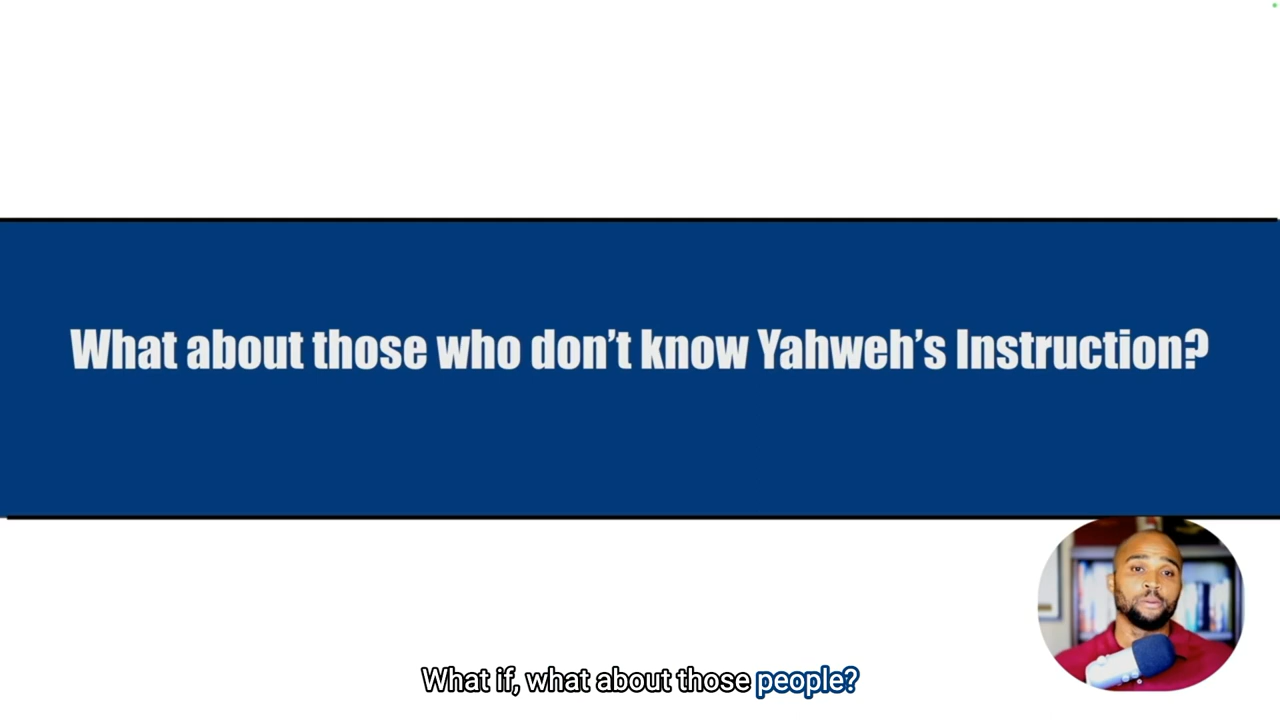 What about those who don’t know Yahweh’s Instruction?
What if, what about those people?